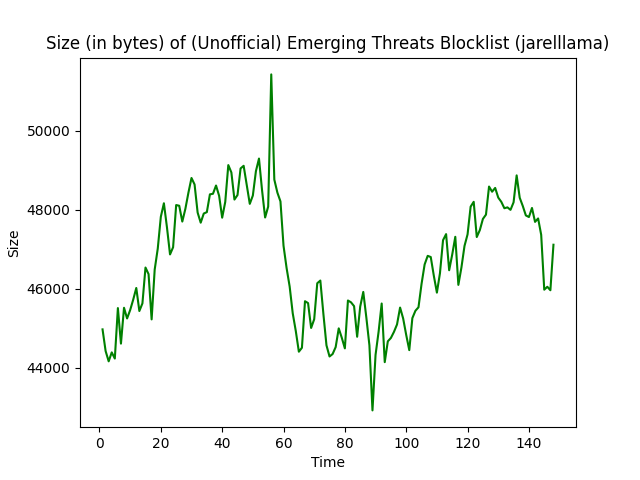 Size (in bytes) of (Unofficial) Emerging Threats Blocklist (jarelllama)
50000
48000
46000
44000
Size
0 20 40 60 80 100 120 140
Time